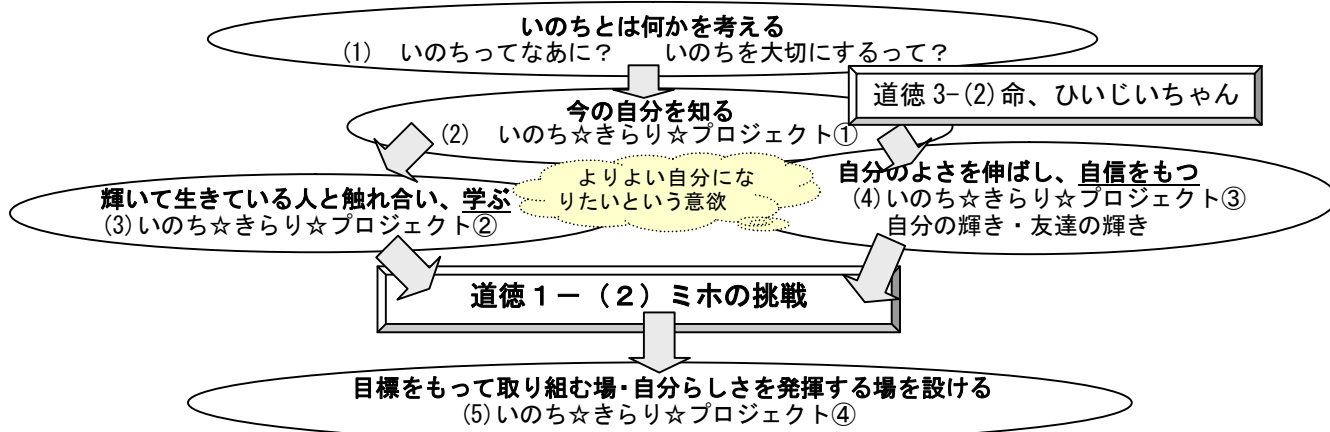 いのちとは何かを考える
(1) いのちってなあに? いのちを大切にするって?
道徳 3-(2)命、ひいじいちゃん
今の自分を知る
(2) いのち☆きらり☆プロジェクト①
よりよい自分にな
りたいという意欲
輝いて生きている人と触れ合い、学ぶ
(3)いのち☆きらり☆プロジェクト②
自分のよさを伸ばし、自信をもつ
(4)いのち☆きらり☆プロジェクト③
自分の輝き・友達の輝き
道徳1-(2)ミホの挑戦
目標をもって取り組む場・自分らしさを発揮する場を設ける
(5)いのち☆きらり☆プロジェクト④